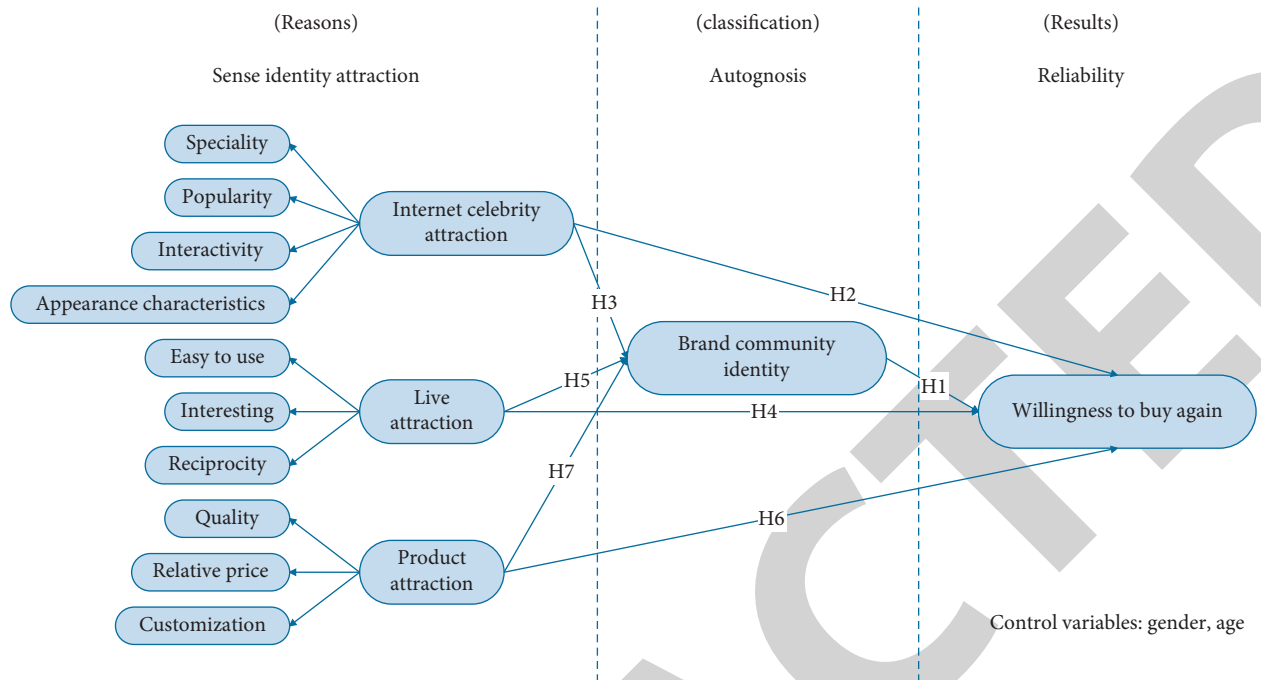 (Reasons)
(classification)
(Results)
Sense identity attraction
Autognosis
Reliability
Speciality
Popularity
Interactivity
Appearance characteristics
Internet celebrity
attraction
Easy to use
Interesting
Reciprocity
Live
attraction
Quality
Relative price
Customization
Product
attraction
H3
H5
H7
Brand community
identity
H2
H1
H4
H6
Willingness to buy again
Control variables: gender, age
CTED